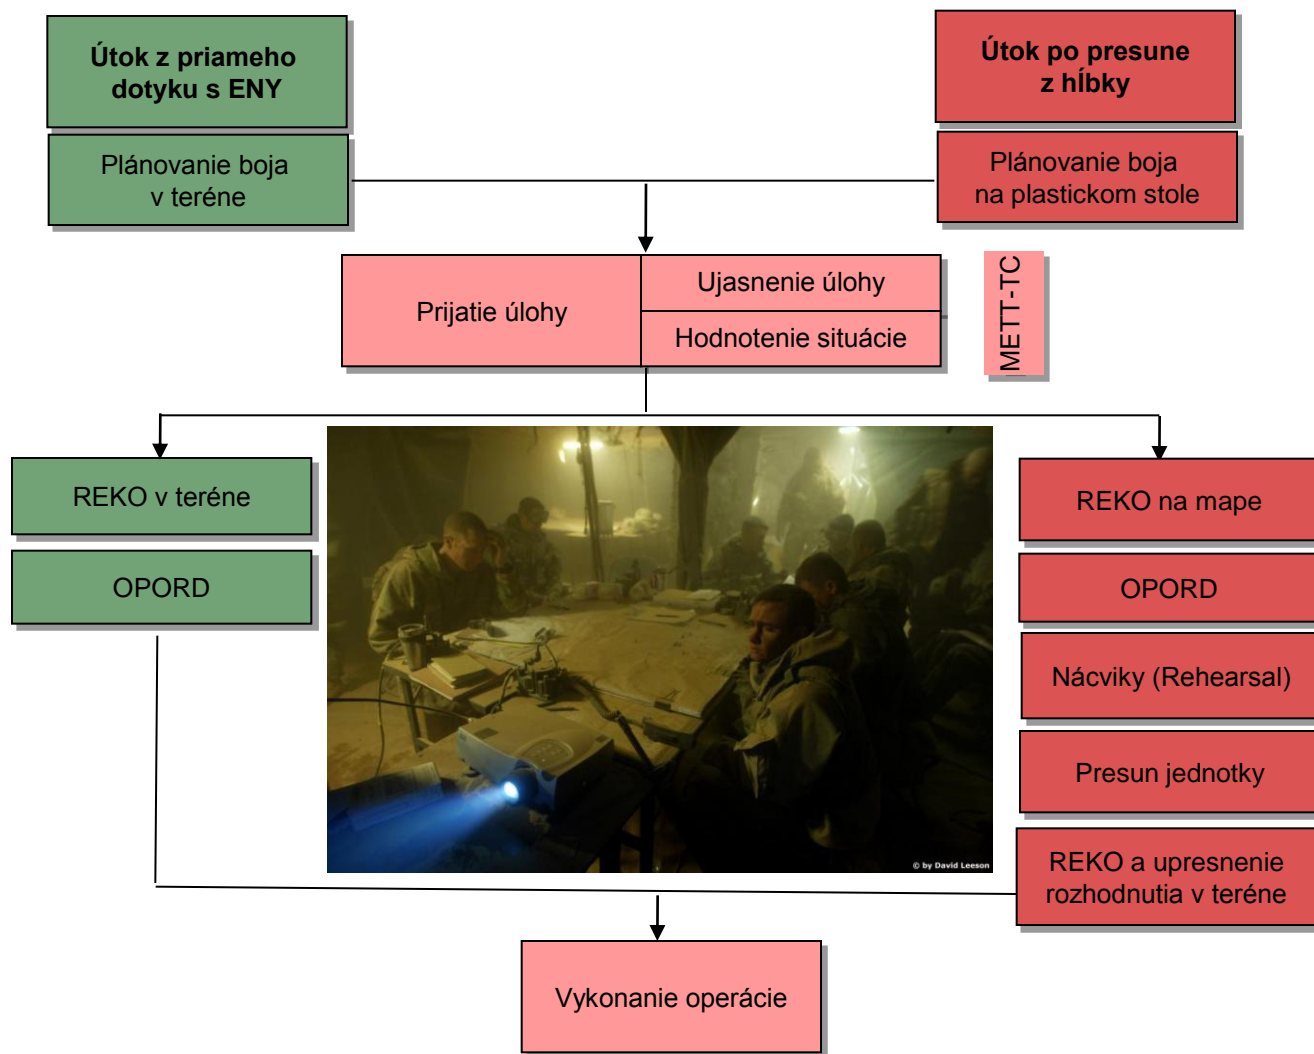 Útok z priameho
dotyku s ENY
Útok po presune
z hĺbky
Plánovanie boja
v teréne
Plánovanie boja
na plastickom stole
Prijatie úlohy
Ujasnenie úlohy
Hodnotenie situácie
METT-TC
REKO v teréne
OPORD
REKO na mape
OPORD
Nácviky (Rehearsal)
Presun jednotky
REKO a upresnenie
rozhodnutia v teréne
© by David Leeson
Vykonanie operácie